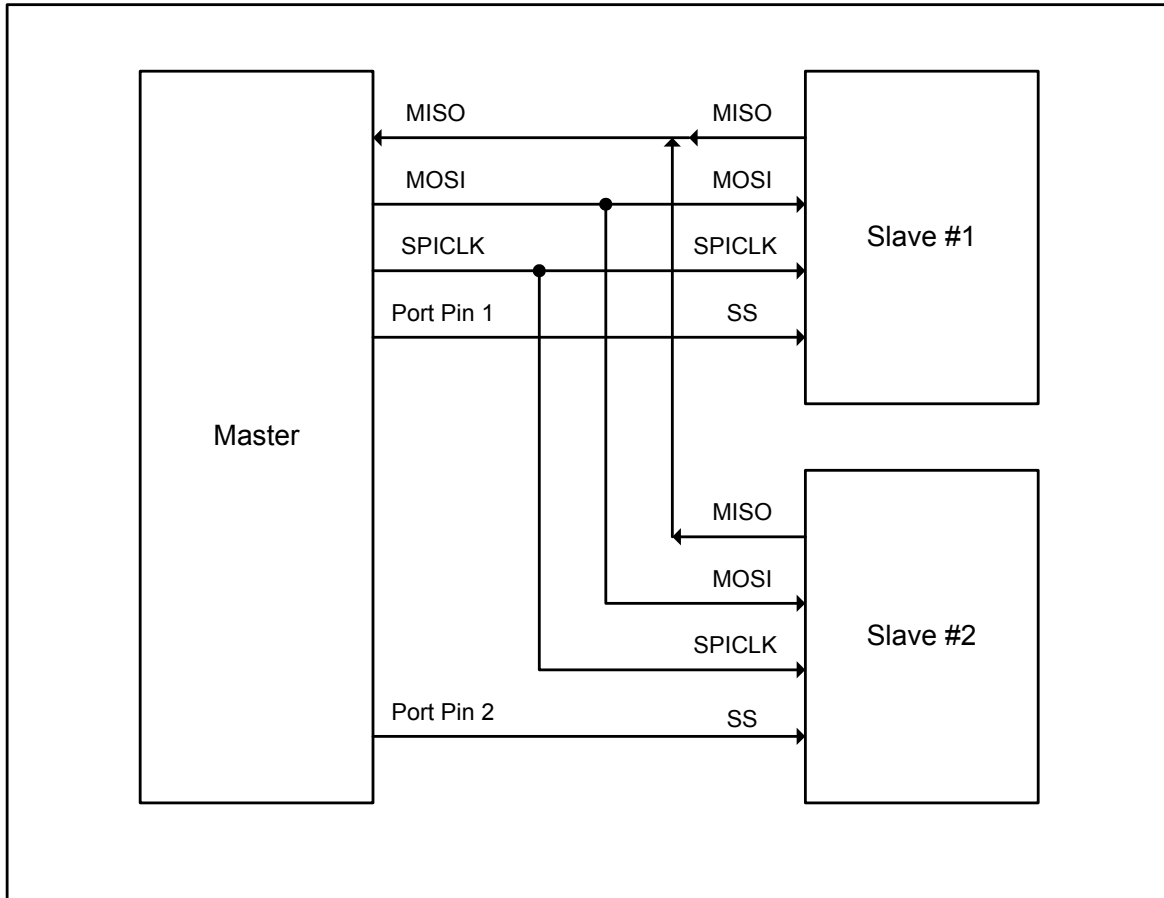 MISO MISO
MOSI MOSI
SPICLK SPICLK
Port Pin 1 SS
Slave #1
Master
MISO
MOSI
SPICLK
Port Pin 2 SS
Slave #2